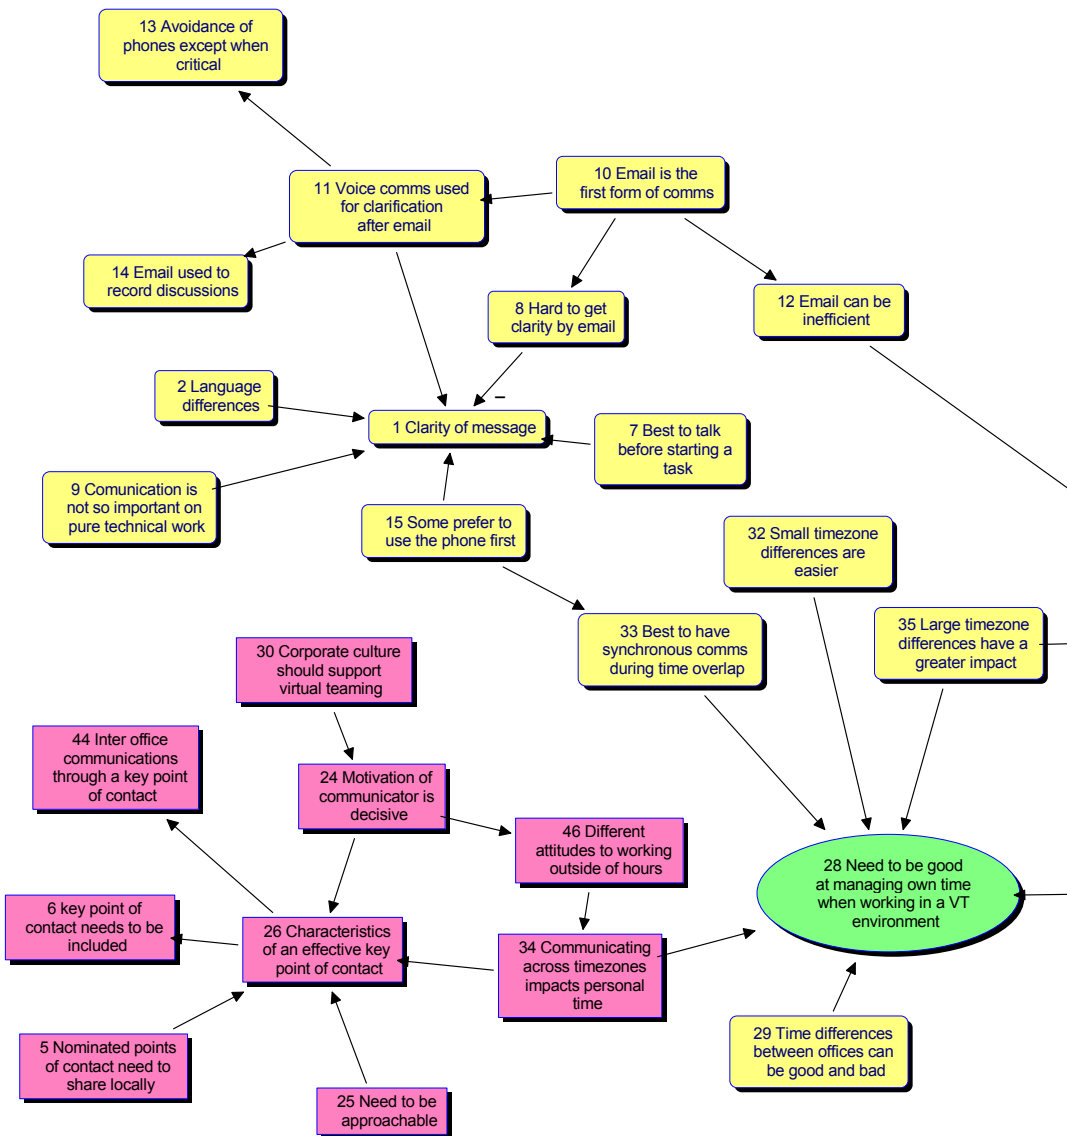 13 Avoidance of
phones except when
critical
10 Email is the
first form of comms
11 Voice comms used
for clarification
after email
14 Email used to
record discussions
8 Hard to get
clarity by email
12 Email can be
inefficient
2 Language
differences
–
1 Clarity of message
7 Best to talk
before starting a
task
9 Comunication is
not so important on
pure technical work
15 Some prefer to
use the phone first
32 Small timezone
differences are
easier
33 Best to have
synchronous comms
during time overlap
35 Large timezone
differences have a
greater impact
30 Corporate culture
should support
virtual teaming
44 Inter office
communications
through a key point
of contact
24 Motivation of
communicator is
decisive
46 Different
attitudes to working
outside of hours
28 Need to be good
at managing own time
when working in a VT
environment
6 key point of
contact needs to be
included
26 Characteristics
of an effective key
point of contact
34 Communicating
across timezones
impacts personal
time
5 Nominated points
of contact need to
share locally
25 Need to be
approachable
29 Time differences
between offices can
be good and bad